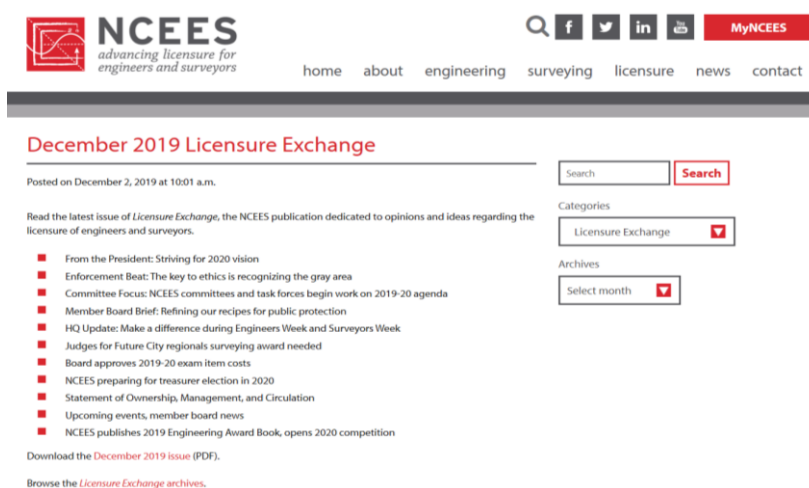 NCEES
advancing licensure for
engineers and surveyors
f
in
You
MyNCEES
home about engineering surveying licensure news contact
December 2019 Licensure Exchange
Posted on December 2, 2019 at 10:01 a.m.
Read the latest issue of Licensure Exchange, the NCEES publication dedicated to opinions and ideas regarding the
licensure of engineers and surveyors.
From the President: Striving for 2020 vision
Enforcement Beat: The key to ethics is recognizing the gray area
Committee Focus: NCEES committees and task forces begin work on 2019-20 agenda
Member Board Brief: Refining our recipes for public protection
HQ Update: Make a difference during Engineers Week and Surveyors Week
Judges for Future City regionals surveying award needed
Board approves 2019-20 exam item costs
NCEES preparing for treasurer election in 2020
Statement of Ownership, Management, and Circulation
Upcoming events, member board news
NCEES publishes 2019 Engineering Award Book, opens 2020 competition
Download the December 2019 issue (PDF).
Browse the Licensure Exchange archives.
Search Search
Categories
Licensure Exchange
Archives
Select month